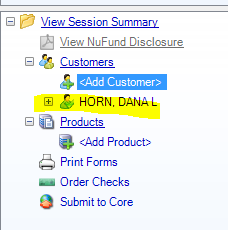 View Session Summary
View NuFund Disclosure
Customers
<Add Customer>
HORN, DANA L
Products
<Add Product>
Print Forms
Order Checks
Submit to Core